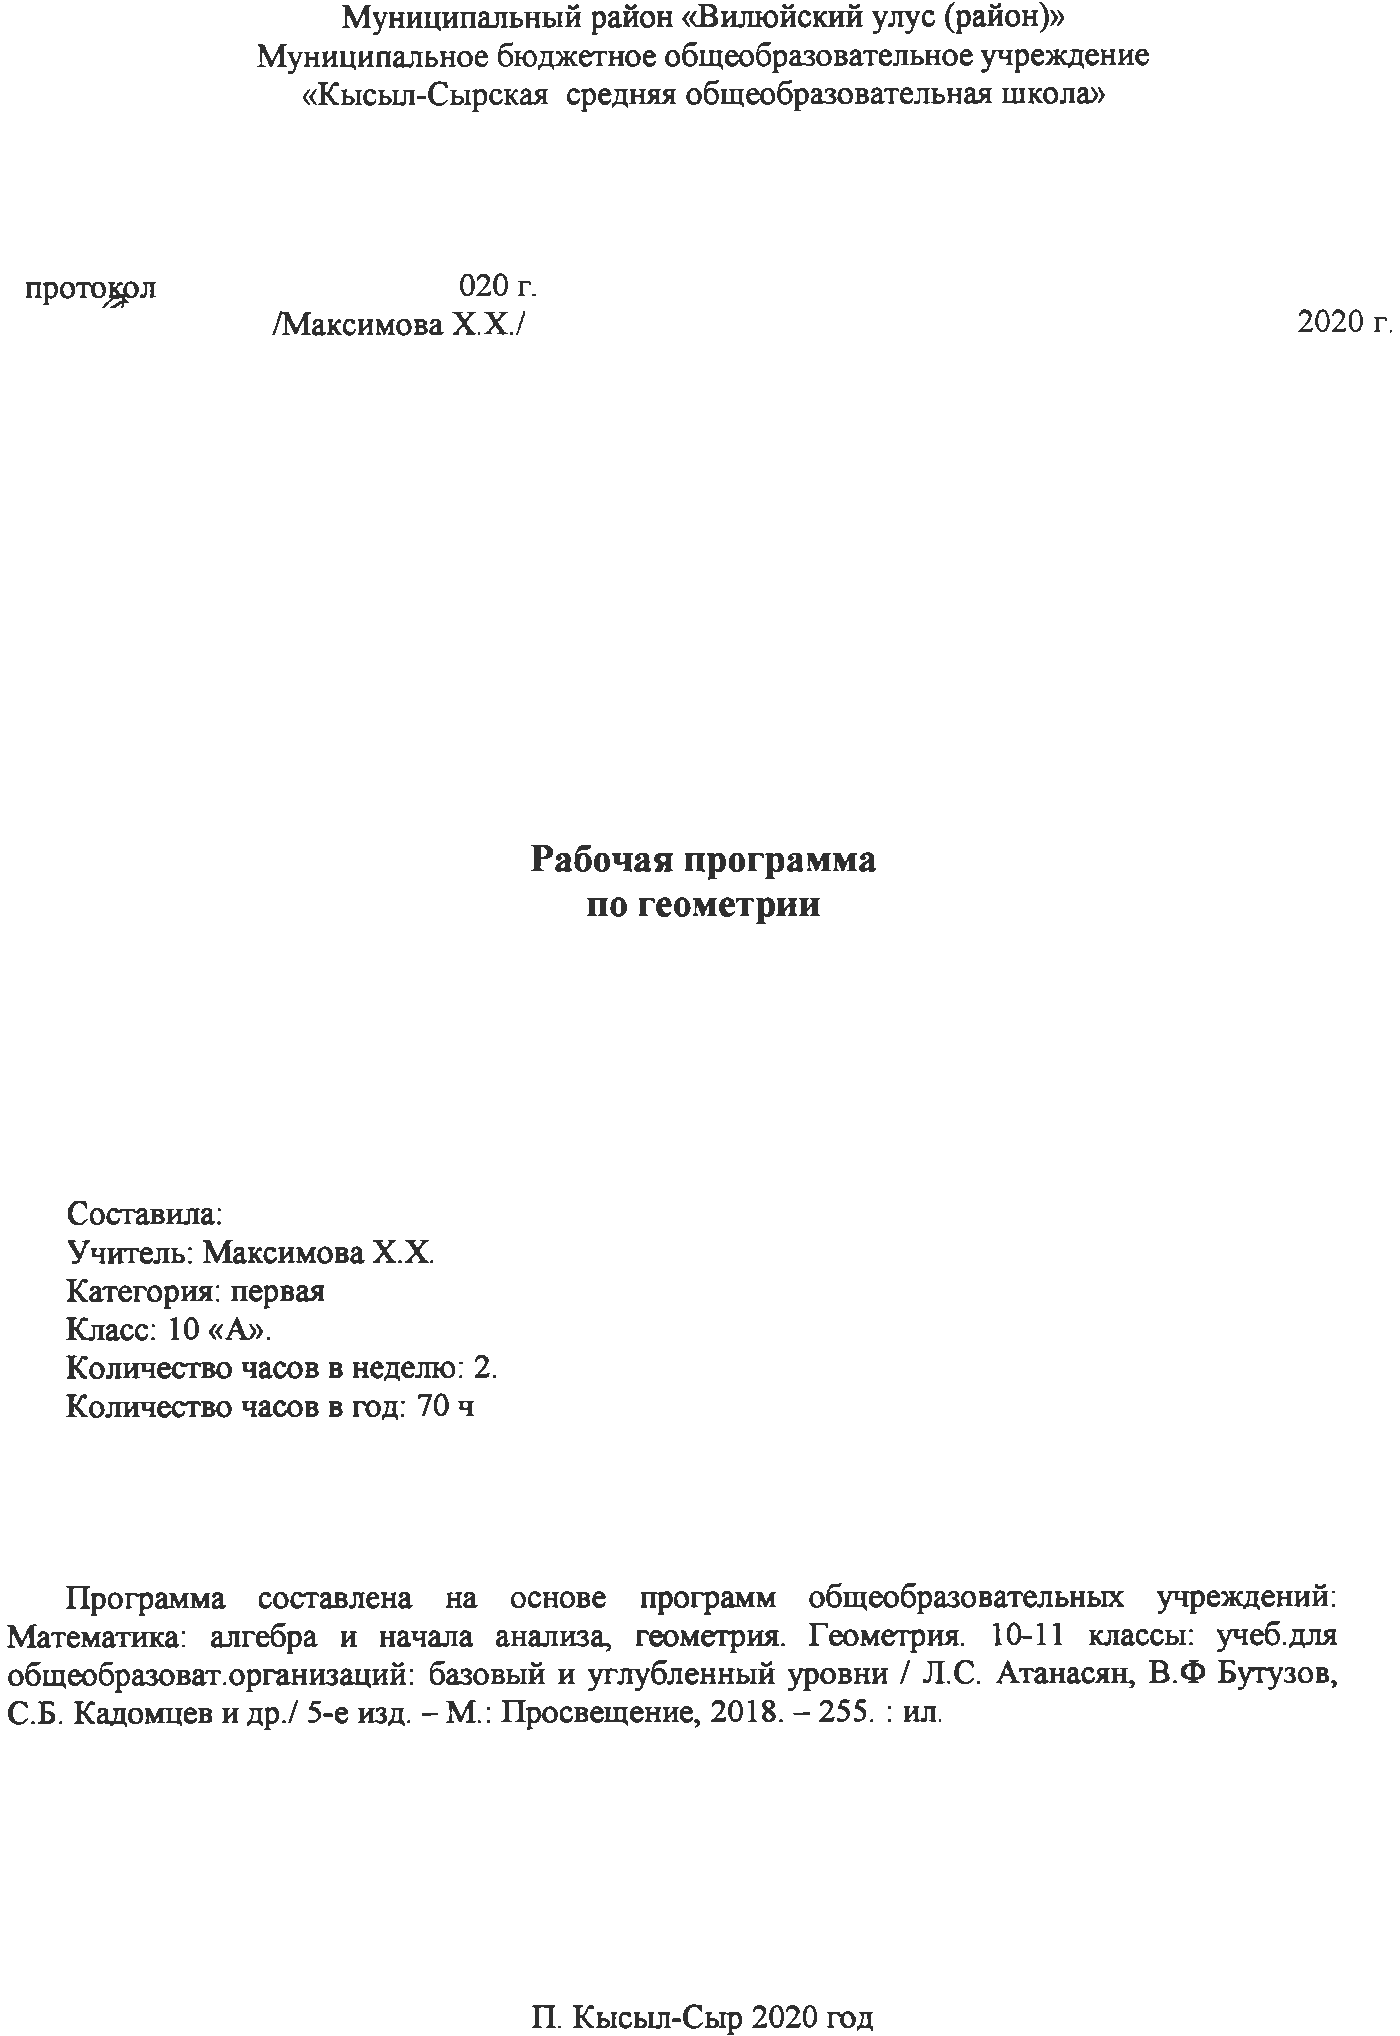 Муниципальный район «Вилюйский улус (район)»
Муниципальное бюджетное общеобразовательное учреждение
«Кысыл-Сырская средняя общеобразовательная школа»
протокол 020 г.
/Максимова Х.Х./ 2020 г.
Рабочая программа
по геометрии
Составила:
Учитель: Максимова Х.Х.
Категория: первая
Класс: 10 «А».
Количество часов в неделю: 2.
Количество часов в год: 70 ч
Программа составлена на основе программ общеобразовательных учреждений:
Математика: алгебра и начала анализа, геометрия. Геометрия. 10-11 классы: учеб.для
общеобразоват.организаций: базовый и углубленный уровни / Л.С. Атанасян, В.Ф Бутузов,
С.Б. Кадомцев и др./ 5-е изд. – М.: Просвещение, 2018. – 255. : ил.
П. Кысыл-Сыр 2020 год